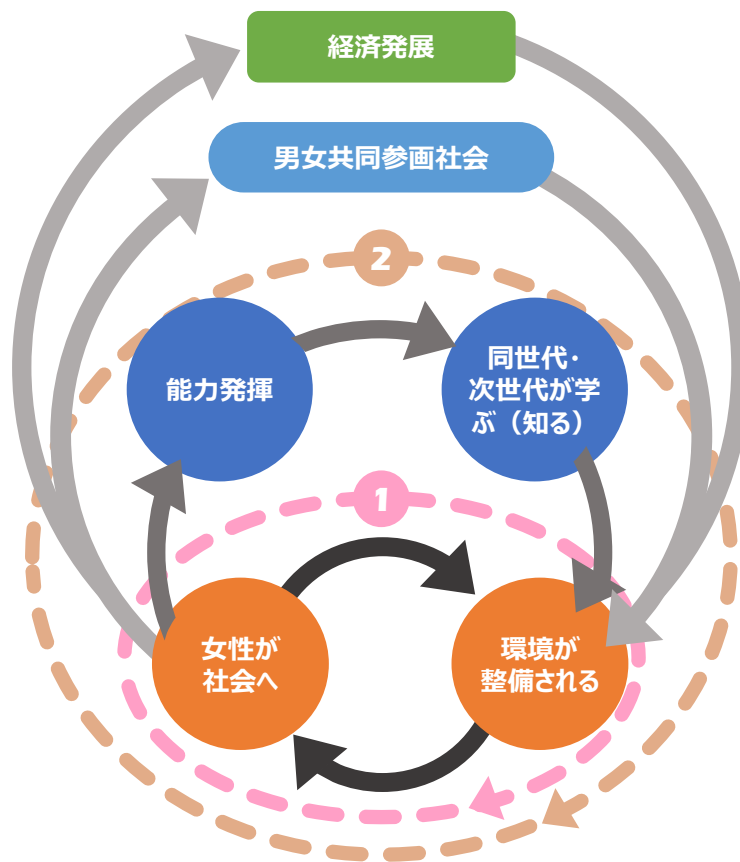 経済発展
男女共同参画社会
2
能力発揮
同世代・
次世代が学
ぶ（知る）
1
女性が
社会へ
環境が
整備される